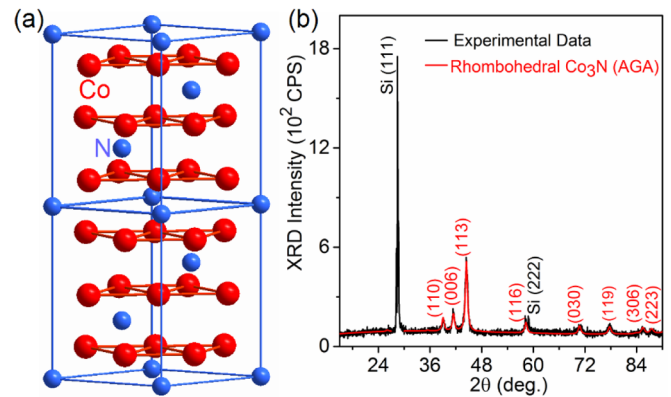 (a)
Co
N
(b)
Experimental Data
Rhombohedral Co₃N (AGA)
Si (111)
(110)
(006)
(113)
(116)
Si (222)
(030)
(119)
(306)
(223)
XRD Intensity (10² CPS)
18
12
6
0
24 36 48 60 72 84
2θ (deg.)